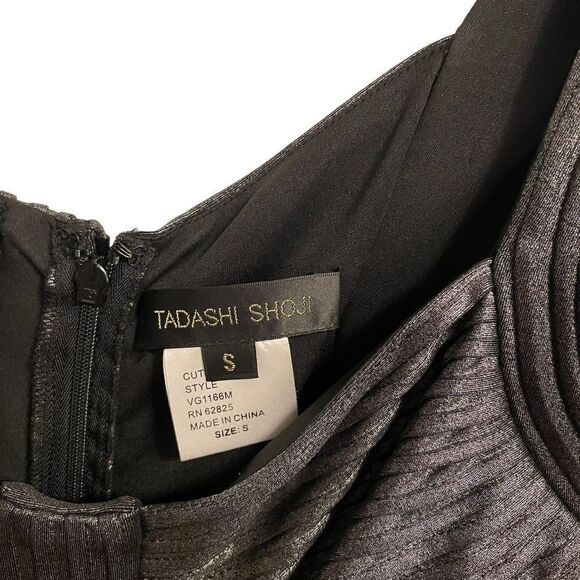 TADASHI SHOJI
S
CUT
STYLE
VG1166M
RN 62825
MADE IN CHINA
SIZE: S